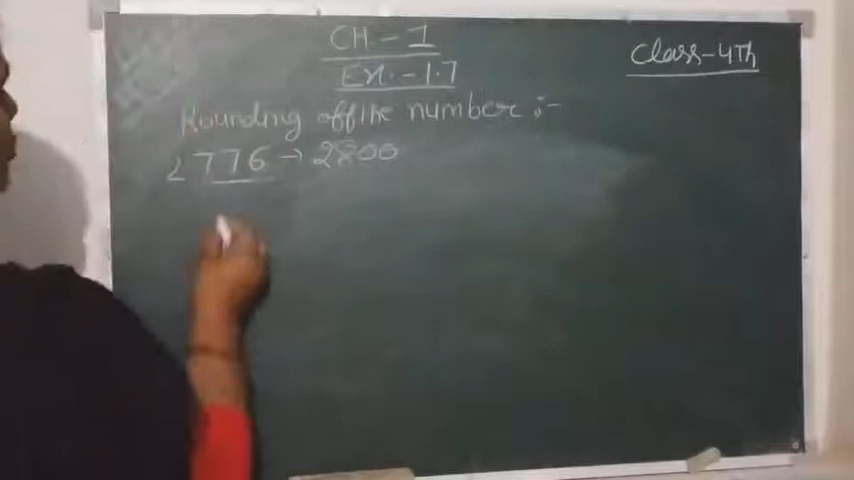 CH-1
Ex.-1.7
Class-4Th
Rounding off the number :-
2776 → 2800